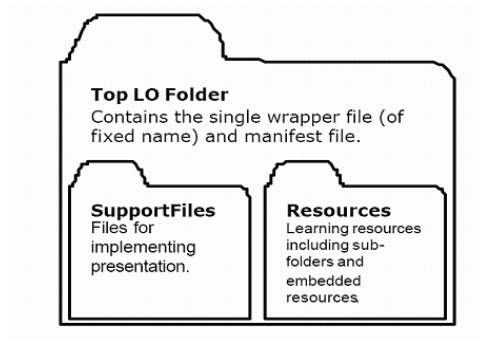 Top LO Folder
Contains the single wrapper file (of
fixed name) and manifest file.
SupportFiles
Files for
implementing
presentation.
Resources
Learning resources
including sub-
folders and
embedded
resources.